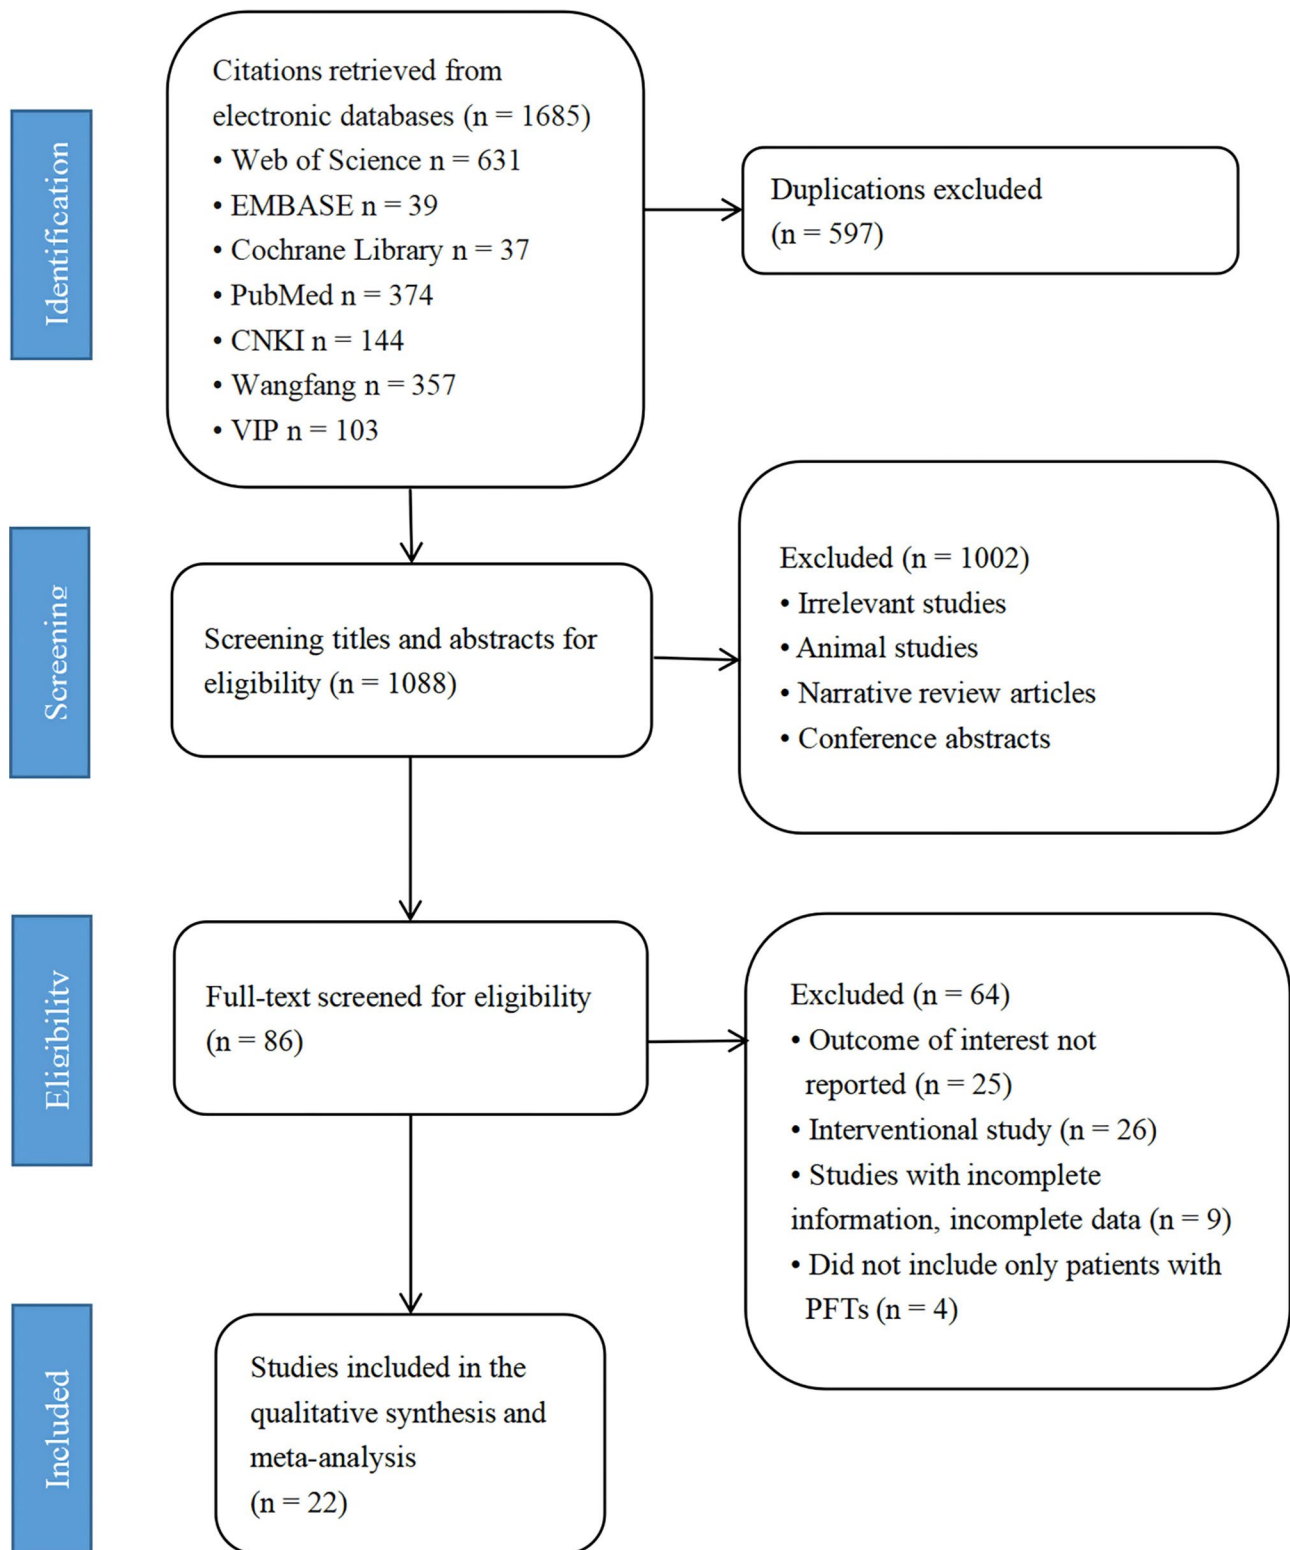 Identification
Citations retrieved from
electronic databases (n = 1685)
• Web of Science n = 631
• EMBASE n = 39
• Cochrane Library n = 37
• PubMed n = 374
• CNKI n = 144
• Wangfang n = 357
• VIP n = 103
Duplications excluded
(n = 597)
Screening
Screening titles and abstracts for
eligibility (n = 1088)
Excluded (n = 1002)
• Irrelevant studies
• Animal studies
• Narrative review articles
• Conference abstracts
Eligibility
Full-text screened for eligibility
(n = 86)
Excluded (n = 64)
• Outcome of interest not
reported (n = 25)
• Interventional study (n = 26)
• Studies with incomplete
information, incomplete data (n = 9)
• Did not include only patients with
PFTs (n = 4)
Included
Studies included in the
qualitative synthesis and
meta-analysis
(n = 22)